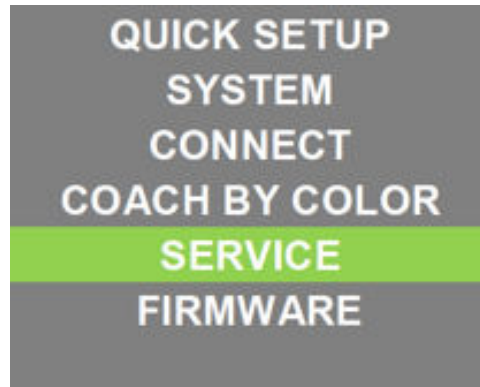 QUICK SETUP
SYSTEM
CONNECT
COACH BY COLOR
SERVICE
FIRMWARE